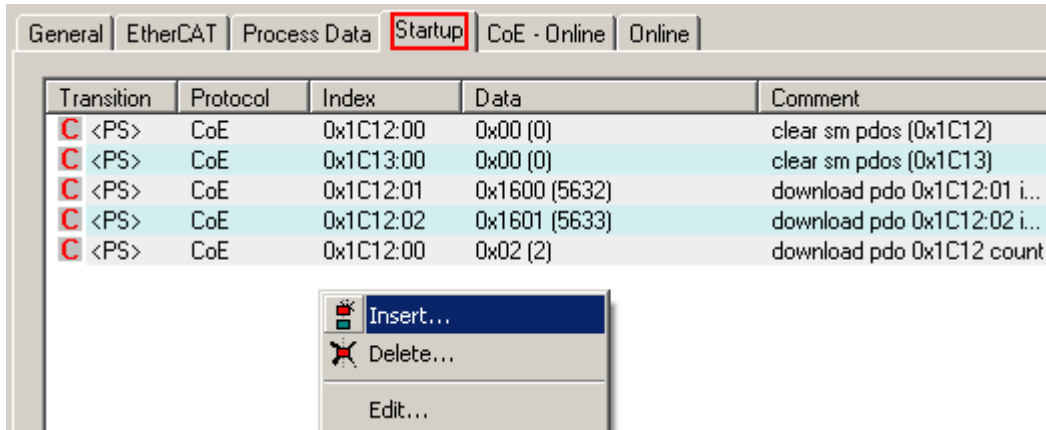 General EtherCAT Process Data Startup CoE - Online Online
Transition Protocol Index Data Comment
C <PS> CoE 0x1C12:00 0x00 (0) clear sm pdos (0x1C12)
C <PS> CoE 0x1C13:00 0x00 (0) clear sm pdos (0x1C13)
C <PS> CoE 0x1C12:01 0x1600 (5632) download pdo 0x1C12:01 i...
C <PS> CoE 0x1C12:02 0x1601 (5633) download pdo 0x1C12:02 i...
C <PS> CoE 0x1C12:00 0x02 (2) download pdo 0x1C12 count
Insert...
Delete...
Edit...